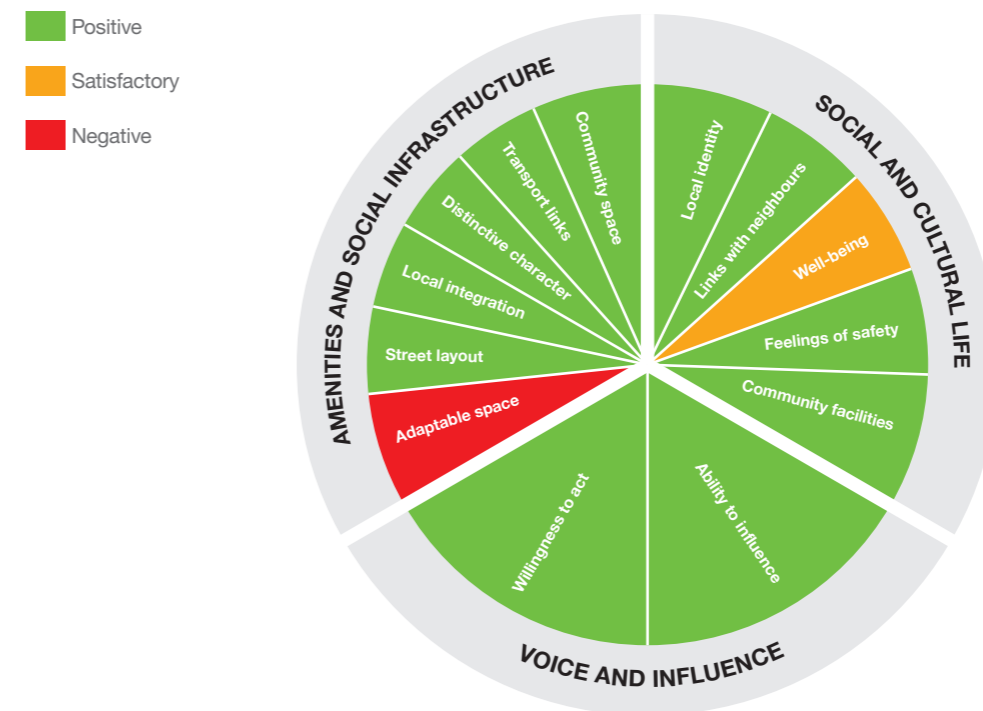 Positive
Satisfactory
Negative
AMENITIES AND SOCIAL INFRASTRUCTURE
Community space
Transport links
Distinctive character
Local integration
Street layout
Adaptable space
SOCIAL AND CULTURAL LIFE
Local identity
Links with neighbours
Well-being
Feelings of safety
Community facilities
VOICE AND INFLUENCE
Willingness to act
Ability to influence